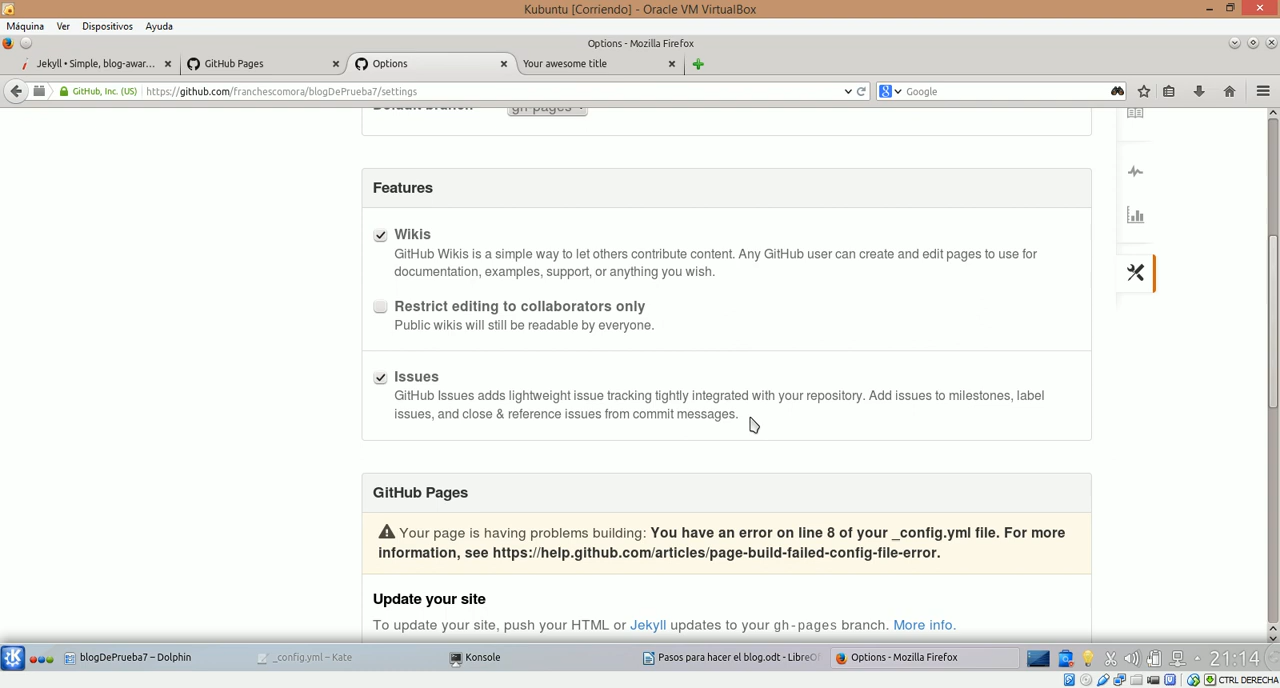 Kubuntu [Corriendo] - Oracle VM VirtualBox
Máquina Ver Dispositivos Ayuda
Options - Mozilla Firefox
Jekyll • Simple, blog-awar...
GitHub Pages
Options
Your awesome title
GitHub, Inc. (US)
https://github.com/franchescomora/blogDePrueba7/settings
Google
Default branch gh-pages
Features
Wikis
GitHub Wikis is a simple way to let others contribute content. Any GitHub user can create and edit pages to use for
documentation, examples, support, or anything you wish.
Restrict editing to collaborators only
Public wikis will still be readable by everyone.
Issues
GitHub Issues adds lightweight issue tracking tightly integrated with your repository. Add issues to milestones, label
issues, and close & reference issues from commit messages.
GitHub Pages
Your page is having problems building: You have an error on line 8 of your _config.yml file. For more
information, see https://help.github.com/articles/page-build-failed-config-file-error.
Update your site
To update your site, push your HTML or Jekyll updates to your gh-pages branch. More info.
blogDePrueba7 – Dolphin
_config.yml – Kate
Konsole
Pasos para crear un blog.odt - LibreOf
Options - Mozilla Firefox
21:14
CTRL DERECHA